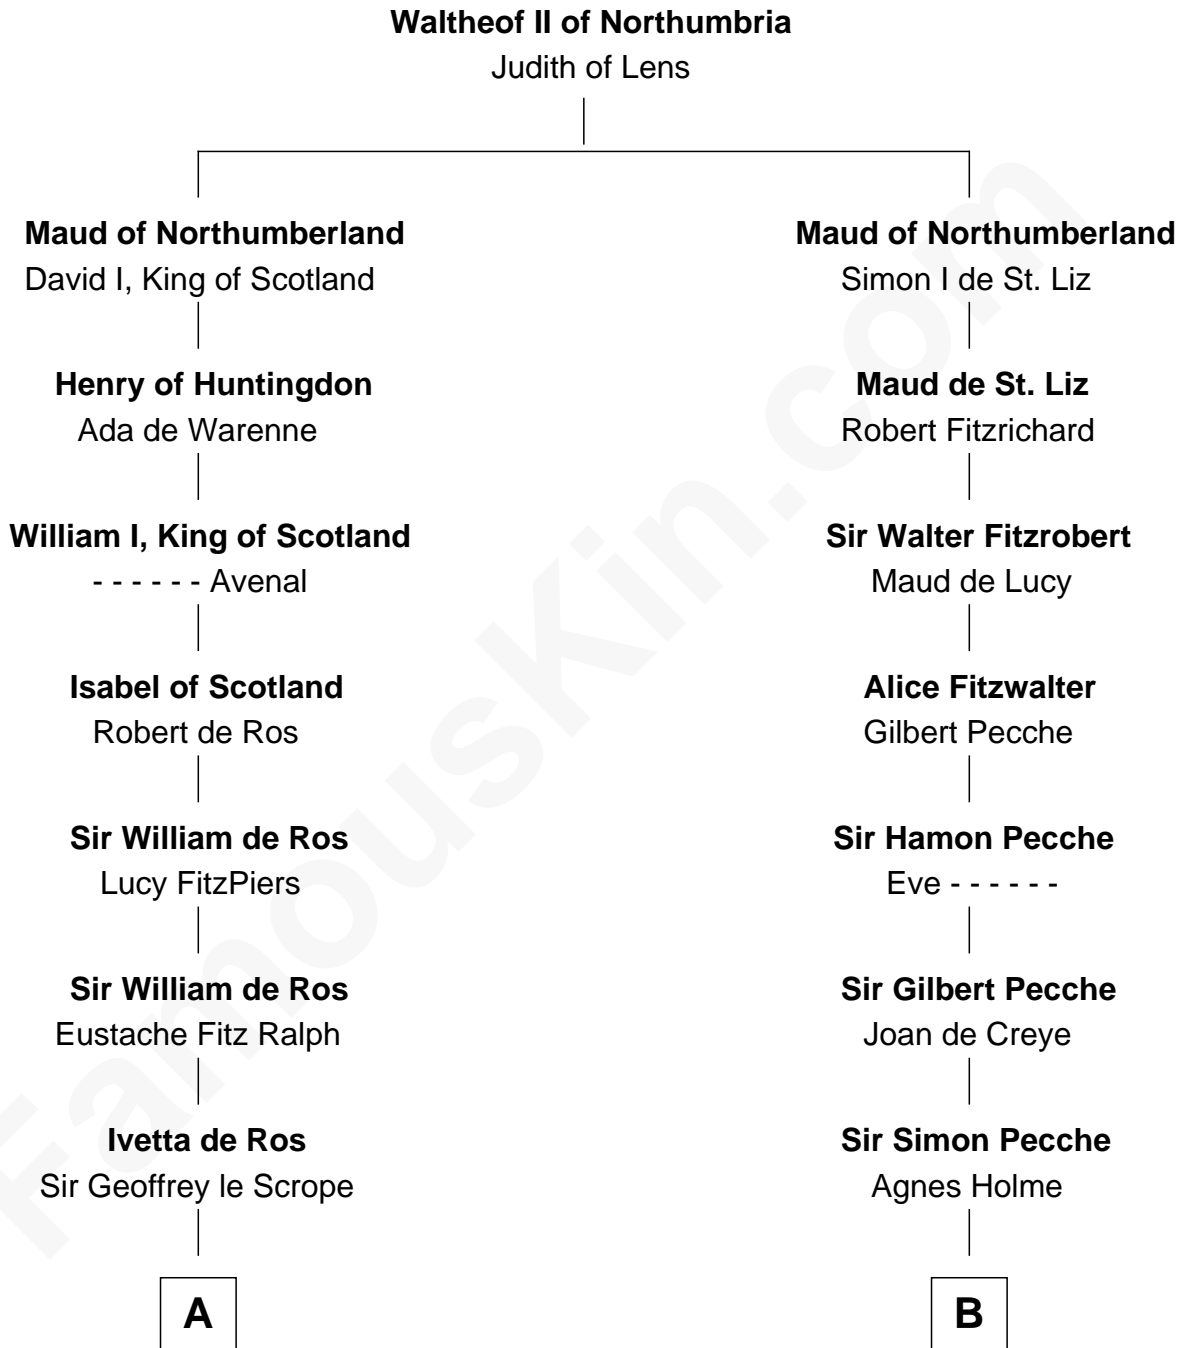 Waltheof II of Northumbria
Judith of Lens
Maud of Northumberland
David I, King of Scotland
Henry of Huntingdon
Ada de Warenne
William I, King of Scotland
- - - - - - Avenal
Isabel of Scotland
Robert de Ros
Sir William de Ros
Lucy FitzPiers
Sir William de Ros
Eustache Fitz Ralph
Ivetta de Ros
Sir Geoffrey le Scrope
A
Maud of Northumberland
Simon I de St. Liz
Maud de St. Liz
Robert Fitzrichard
Sir Walter Fitzrobert
Maud de Lucy
Alice Fitzwalter
Gilbert Pecche
Sir Hamon Pecche
Eve - - - - - -
Sir Gilbert Pecche
Joan de Creye
Sir Simon Pecche
Agnes Holme
B
FamousKin.com